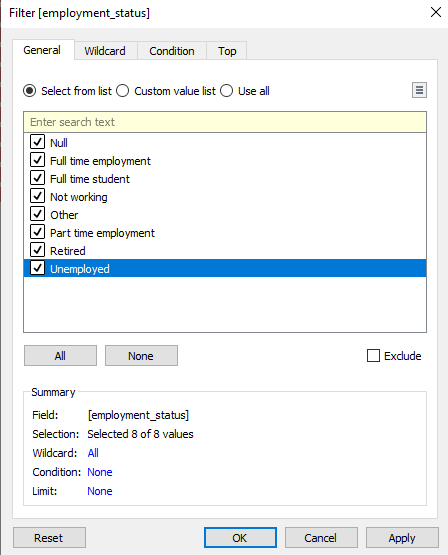 Filter [employment_status]
General Wildcard Condition Top
Select from list Custom value list Use all
Enter search text
Null
Full time employment
Full time student
Not working
Other
Part time employment
Retired
Unemployed
All None Exclude
Summary
Field: [employment_status]
Selection: Selected 8 of 8 values
Wildcard: All
Condition: None
Limit: None
Reset OK Cancel Apply